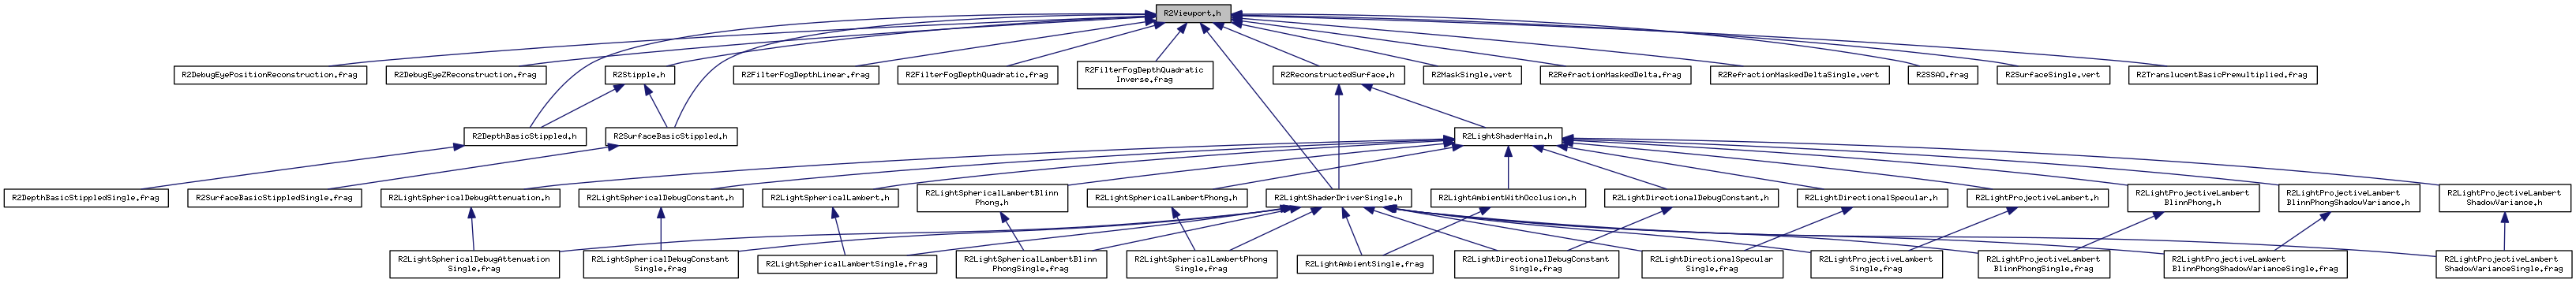 R2Viewport.h
R2DebugEyePositionReconstruction.frag
R2DebugEyeZReconstruction.frag
R2Stipple.h
R2FilterFogDepthLinear.frag
R2FilterFogDepthQuadratic.frag
R2FilterFogDepthQuadratic
Inverse.frag
R2ReconstructedSurface.h
R2MaskSingle.vert
R2RefractionMaskedDelta.frag
R2RefractionMaskedDeltaSingle.vert
R2SSAO.frag
R2SurfaceSingle.vert
R2TranslucentBasicPremultiplied.frag
R2DepthBasicStippled.h
R2SurfaceBasicStippled.h
R2LightShaderMain.h
R2DepthBasicStippledSingle.frag
R2SurfaceBasicStippledSingle.frag
R2LightSphericalDebugAttenuation.h
R2LightSphericalDebugConstant.h
R2LightSphericalLambert.h
R2LightSphericalLambertBlinn
Phong.h
R2LightSphericalLambertPhong.h
R2LightShaderDriverSingle.h
R2LightAmbientWithOcclusion.h
R2LightDirectionalDebugConstant.h
R2LightDirectionalSpecular.h
R2LightProjectiveLambert.h
R2LightProjectiveLambert
BlinnPhong.h
R2LightProjectiveLambert
BlinnPhongShadowVariance.h
R2LightProjectiveLambert
ShadowVariance.h
R2LightSphericalDebugAttenuation
Single.frag
R2LightSphericalDebugConstant
Single.frag
R2LightSphericalLambertSingle.frag
R2LightSphericalLambertBlinn
PhongSingle.frag
R2LightSphericalLambertPhong
Single.frag
R2LightAmbientSingle.frag
R2LightDirectionalDebugConstant
Single.frag
R2LightDirectionalSpecular
Single.frag
R2LightProjectiveLambert
Single.frag
R2LightProjectiveLambert
BlinnPhongSingle.frag
R2LightProjectiveLambert
BlinnPhongShadowVarianceSingle.frag
R2LightProjectiveLambert
ShadowVarianceSingle.frag